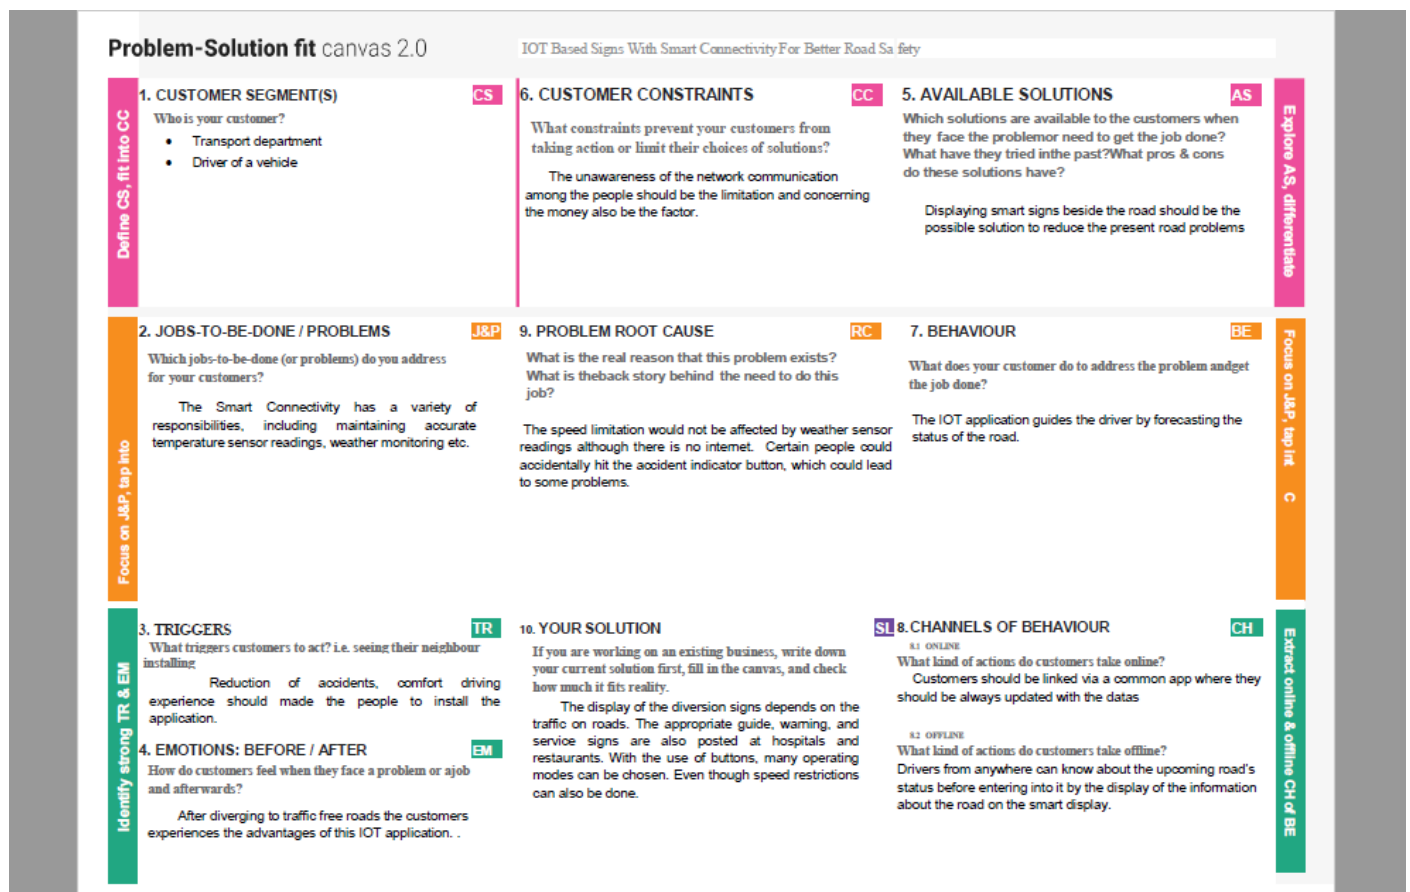 Problem-Solution fit canvas 2.0
IOT Based Signs With Smart Connectivity For Better Road Sa fety
Define CS, fit into CC
1. CUSTOMER SEGMENT(S)
CS
Who is your customer?
• Transport department
• Driver of a vehicle
6. CUSTOMER CONSTRAINTS
CC
What constraints prevent your customers from
taking action or limit their choices of solutions?
The unawareness of the network communication
among the people should be the limitation and concerning
the money also be the factor.
5. AVAILABLE SOLUTIONS
AS
Which solutions are available to the customers when
they face the problemor need to get the job done?
What have they tried inthe past?What pros & cons
do these solutions have?
Displaying smart signs beside the road should be the
possible solution to reduce the present road problems
Explore AS, differentiate
Focus on J&P, tap into
2. JOBS-TO-BE-DONE / PROBLEMS
J&P
Which jobs-to-be-done (or problems) do you address
for your customers?
The Smart Connectivity has a variety of
responsibilities, including maintaining accurate
temperature sensor readings, weather monitoring etc.
9. PROBLEM ROOT CAUSE
RC
What is the real reason that this problem exists?
What is theback story behind the need to do this
job?
The speed limitation would not be affected by weather sensor
readings although there is no internet. Certain people could
accidentally hit the accident indicator button, which could lead
to some problems.
7. BEHAVIOUR
BE
What does your customer do to address the problem andget
the job done?
The IOT application guides the driver by forecasting the
status of the road.
Focus on J&P, tap int C
Identify strong TR & EM
3. TRIGGERS
TR
What triggers customers to act? i.e. seeing their neighbour
installing
Reduction of accidents, comfort driving
experience should made the people to install the
application.
4. EMOTIONS: BEFORE / AFTER
EM
How do customers feel when they face a problem or ajob
and afterwards?
After diverging to traffic free roads the customers
experiences the advantages of this IOT application. .
10. YOUR SOLUTION
SL
If you are working on an existing business, write down
your current solution first, fill in the canvas, and check
how much it fits reality.
The display of the diversion signs depends on the
traffic on roads. The appropriate guide, warning, and
service signs are also posted at hospitals and
restaurants. With the use of buttons, many operating
modes can be chosen. Even though speed restrictions
can also be done.
8.CHANNELS OF BEHAVIOUR
CH
8.1 ONLINE
What kind of actions do customers take online?
Customers should be linked via a common app where they
should be always updated with the datas
8.2 OFFLINE
What kind of actions do customers take offline?
Drivers from anywhere can know about the upcoming road's
status before entering into it by the display of the information
about the road on the smart display.
Extract online & offline CH of BE